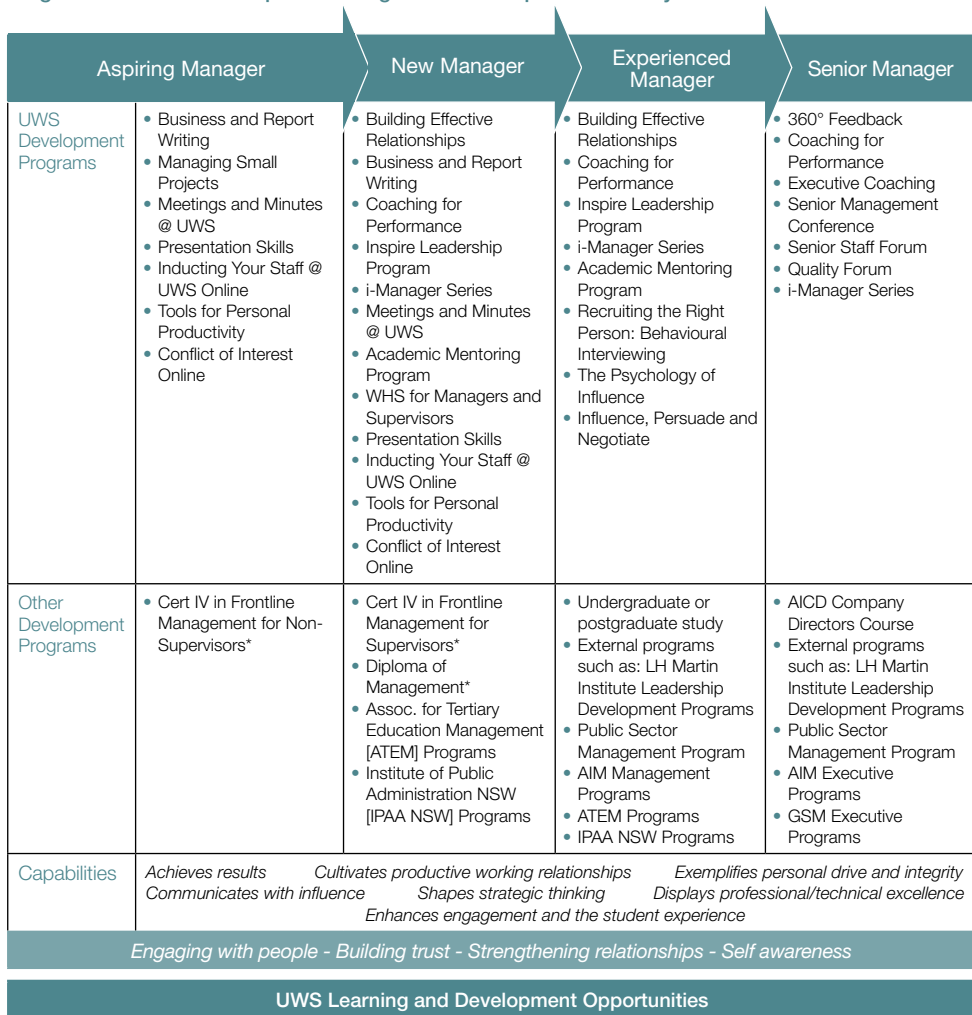 Aspiring Manager
New Manager
Experienced
Manager
Senior Manager
UWS
Development
Programs
• Business and Report
Writing
• Managing Small
Projects
• Meetings and Minutes
@ UWS
• Presentation Skills
• Inducting Your Staff @
UWS Online
• Tools for Personal
Productivity
• Conflict of Interest
Online
• Building Effective
Relationships
• Business and Report
Writing
• Coaching for
Performance
• Inspire Leadership
Program
• i-Manager Series
• Meetings and Minutes
@ UWS
• Academic Mentoring
Program
• WHS for Managers and
Supervisors
• Presentation Skills
• Inducting Your Staff @
UWS Online
• Tools for Personal
Productivity
• Conflict of Interest
Online
• Building Effective
Relationships
• Coaching for
Performance
• Inspire Leadership
Program
• i-Manager Series
• Academic Mentoring
Program
• Recruiting the Right
Person: Behavioural
Interviewing
• The Psychology of
Influence
• Influence, Persuade and
Negotiate
• 360° Feedback
• Coaching for
Performance
• Executive Coaching
• Senior Management
Conference
• Senior Staff Forum
• Quality Forum
• i-Manager Series
Other
Development
Programs
• Cert IV in Frontline
Management for Non-
Supervisors*
• Cert IV in Frontline
Management for
Supervisors*
• Diploma of
Management*
• Assoc. for Tertiary
Education Management
[ATEM] Programs
• Institute of Public
Administration NSW
[IPAA NSW] Programs
• Undergraduate or
postgraduate study
• External programs
such as: LH Martin
Institute Leadership
Development Programs
• Public Sector
Management Program
• AIM Management
Programs
• ATEM Programs
• IPAA NSW Programs
• AICD Company
Directors Course
• External programs
such as: LH Martin
Institute Leadership
Development Programs
• Public Sector
Management Program
• AIM Executive
Programs
• GSM Executive
Programs
Capabilities
Achieves results Cultivates productive working relationships Exemplifies personal drive and integrity
Communicates with influence Shapes strategic thinking Displays professional/technical excellence
Enhances engagement and the student experience
Engaging with people - Building trust - Strengthening relationships - Self awareness
UWS Learning and Development Opportunities